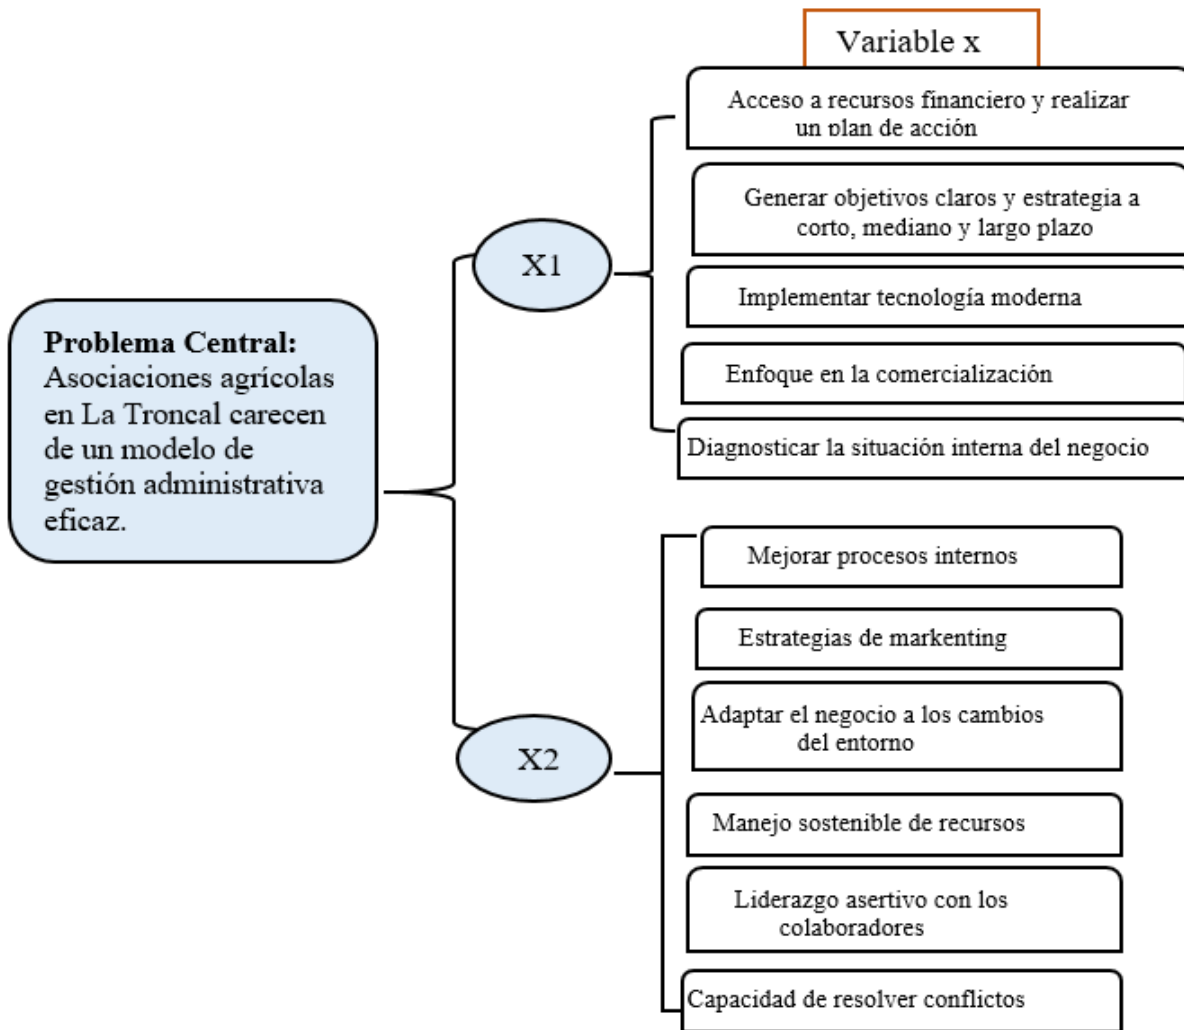 Variable x
Acceso a recursos financiero y realizar
un plan de acción
Generar objetivos claros y estrategia a
corto, mediano y largo plazo
X1
Implementar tecnología moderna
Problema Central:
Asociaciones agrícolas
en La Troncal carecen
de un modelo de
gestión administrativa
eficaz.
Enfoque en la comercialización
Diagnosticar la situación interna del negocio
Mejorar procesos internos
Estrategias de markenting
Adaptar el negocio a los cambios
del entorno
X2
Manejo sostenible de recursos
Liderazgo asertivo con los
colaboradores
Capacidad de resolver conflictos